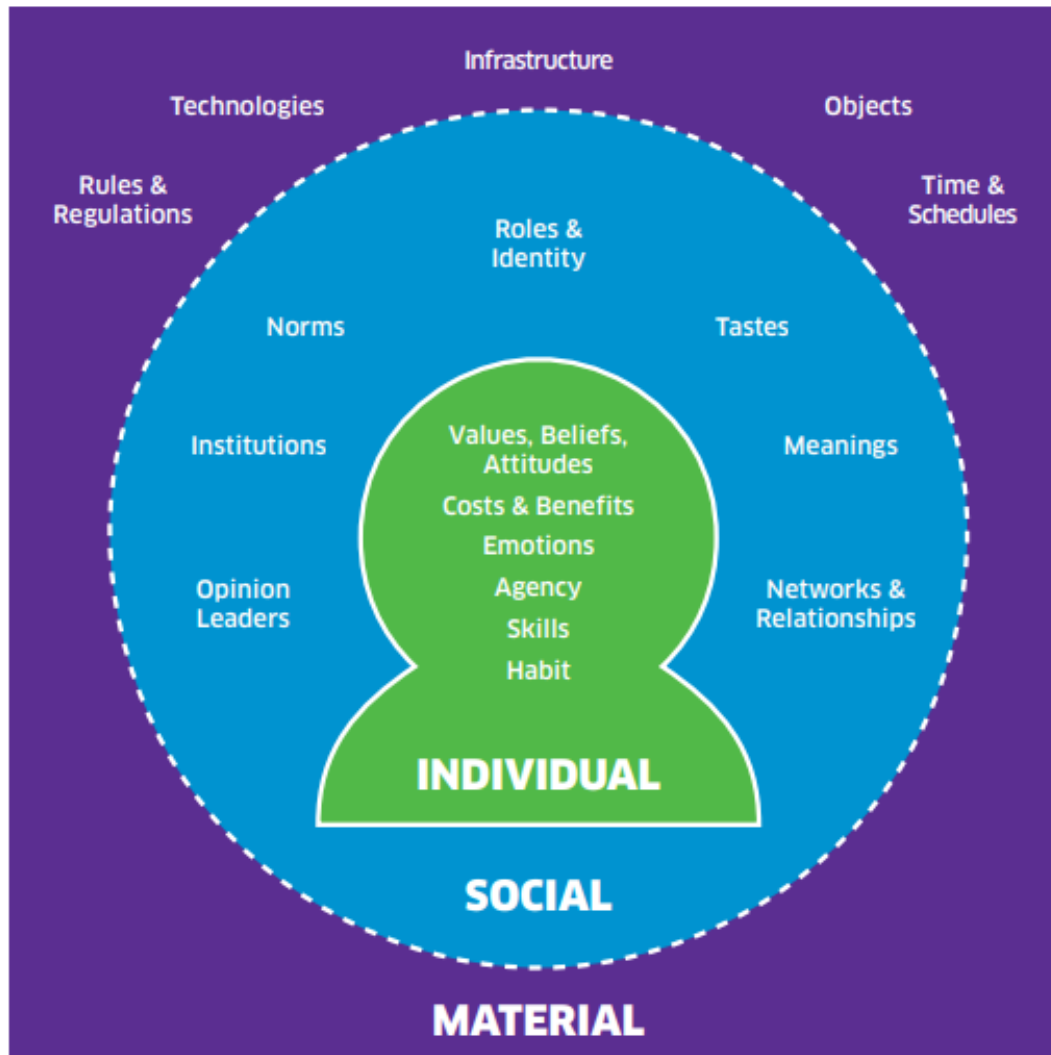 Infrastructure
Technologies
Objects
Rules &
Regulations
Time &
Schedules
Roles &
Identity
Norms
Tastes
Institutions
Values, Beliefs,
Attitudes
Meanings
Costs & Benefits
Emotions
Agency
Opinion
Leaders
Networks &
Relationships
Skills
Habit
INDIVIDUAL
SOCIAL
MATERIAL